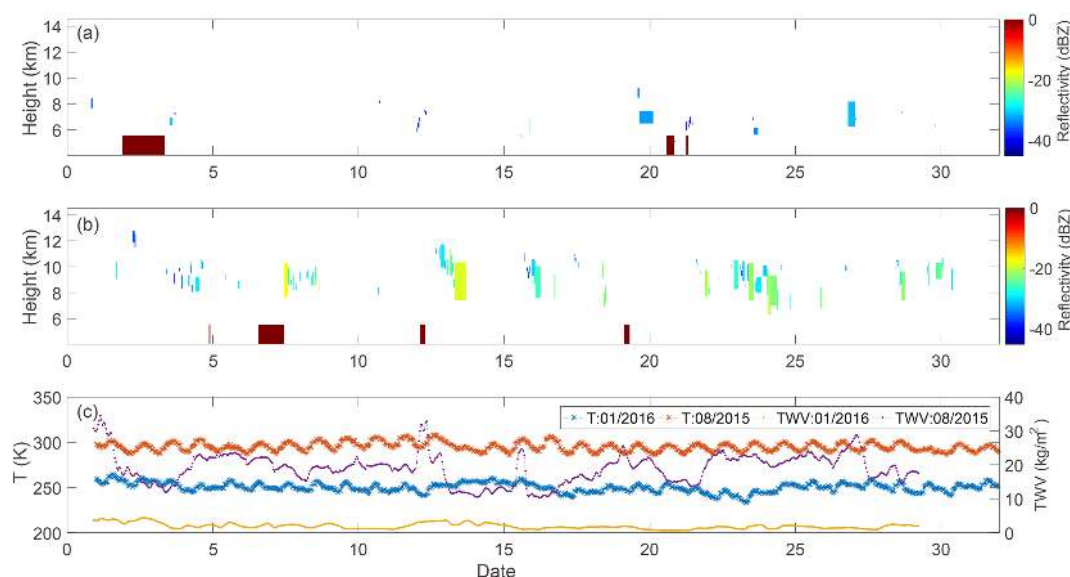 (a)
Height (km)
14
12
10
8
6
0 5 10 15 20 25 30
0
-20
-40
Reflectivity (dBZ)
(b)
Height (km)
14
12
10
8
6
0 5 10 15 20 25 30
0
-20
-40
Reflectivity (dBZ)
(c)
T (K)
350
300
250
200
T:01/2016 T:08/2015 TWV:01/2016 TWV:08/2015
40
30
20
10
0
TWV (kg/m²)
0 5 10 15 20 25 30
Date